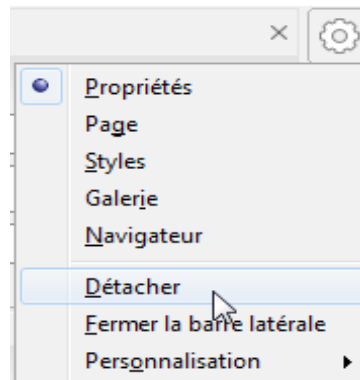 Propriétés
Page
Styles
Galerie
Navigateur
Détacher
Fermer la barre latérale
Personnalisation